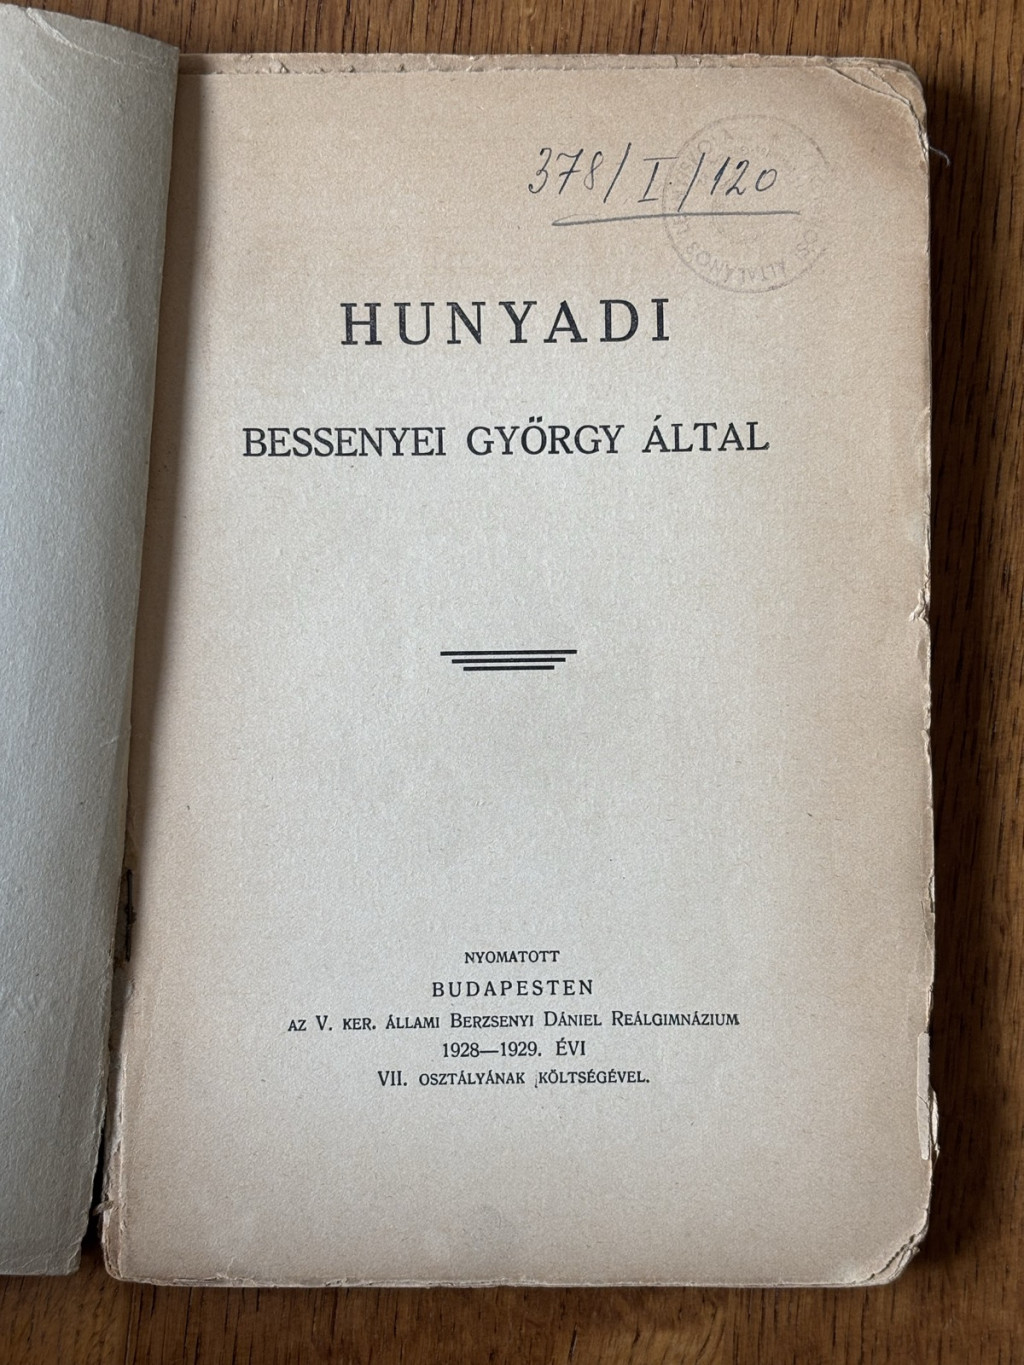 378/I./120
ÁLTALÁNOS
HUNYADI
BESSENYEI GYÖRGY ÁLTAL
NYOMATOTT
BUDAPESTEN
AZ V. KER. ÁLLAMI BERZSENYI DÁNIEL REÁLGIMNÁZIUM
1928—1929. ÉVI
VII. OSZTÁLYÁNAK KÖLTSÉGÉVEL.